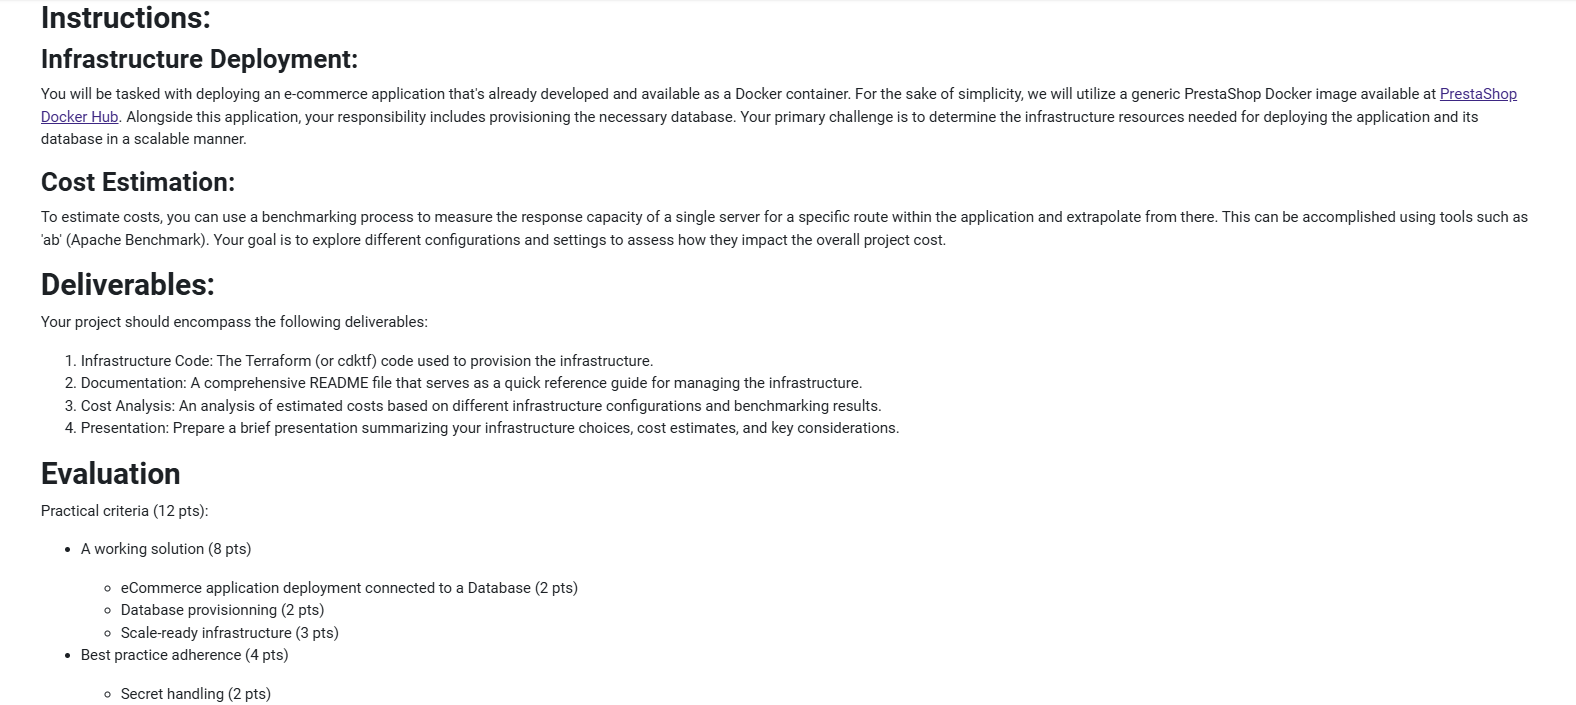 Instructions:
Infrastructure Deployment:
You will be tasked with deploying an e-commerce application that's already developed and available as a Docker container. For the sake of simplicity, we will utilize a generic PrestaShop Docker image available at PrestaShop
Docker Hub. Alongside this application, your responsibility includes provisioning the necessary database. Your primary challenge is to determine the infrastructure resources needed for deploying the application and its
database in a scalable manner.
Cost Estimation:
To estimate costs, you can use a benchmarking process to measure the response capacity of a single server for a specific route within the application and extrapolate from there. This can be accomplished using tools such as
'ab' (Apache Benchmark). Your goal is to explore different configurations and settings to assess how they impact the overall project cost.
Deliverables:
Your project should encompass the following deliverables:
1. Infrastructure Code: The Terraform (or cdktf) code used to provision the infrastructure.
2. Documentation: A comprehensive README file that serves as a quick reference guide for managing the infrastructure.
3. Cost Analysis: An analysis of estimated costs based on different infrastructure configurations and benchmarking results.
4. Presentation: Prepare a brief presentation summarizing your infrastructure choices, cost estimates, and key considerations.
Evaluation
Practical criteria (12 pts):
• A working solution (8 pts)
◦ eCommerce application deployment connected to a Database (2 pts)
◦ Database provisionning (2 pts)
◦ Scale-ready infrastructure (3 pts)
• Best practice adherence (4 pts)
◦ Secret handling (2 pts)